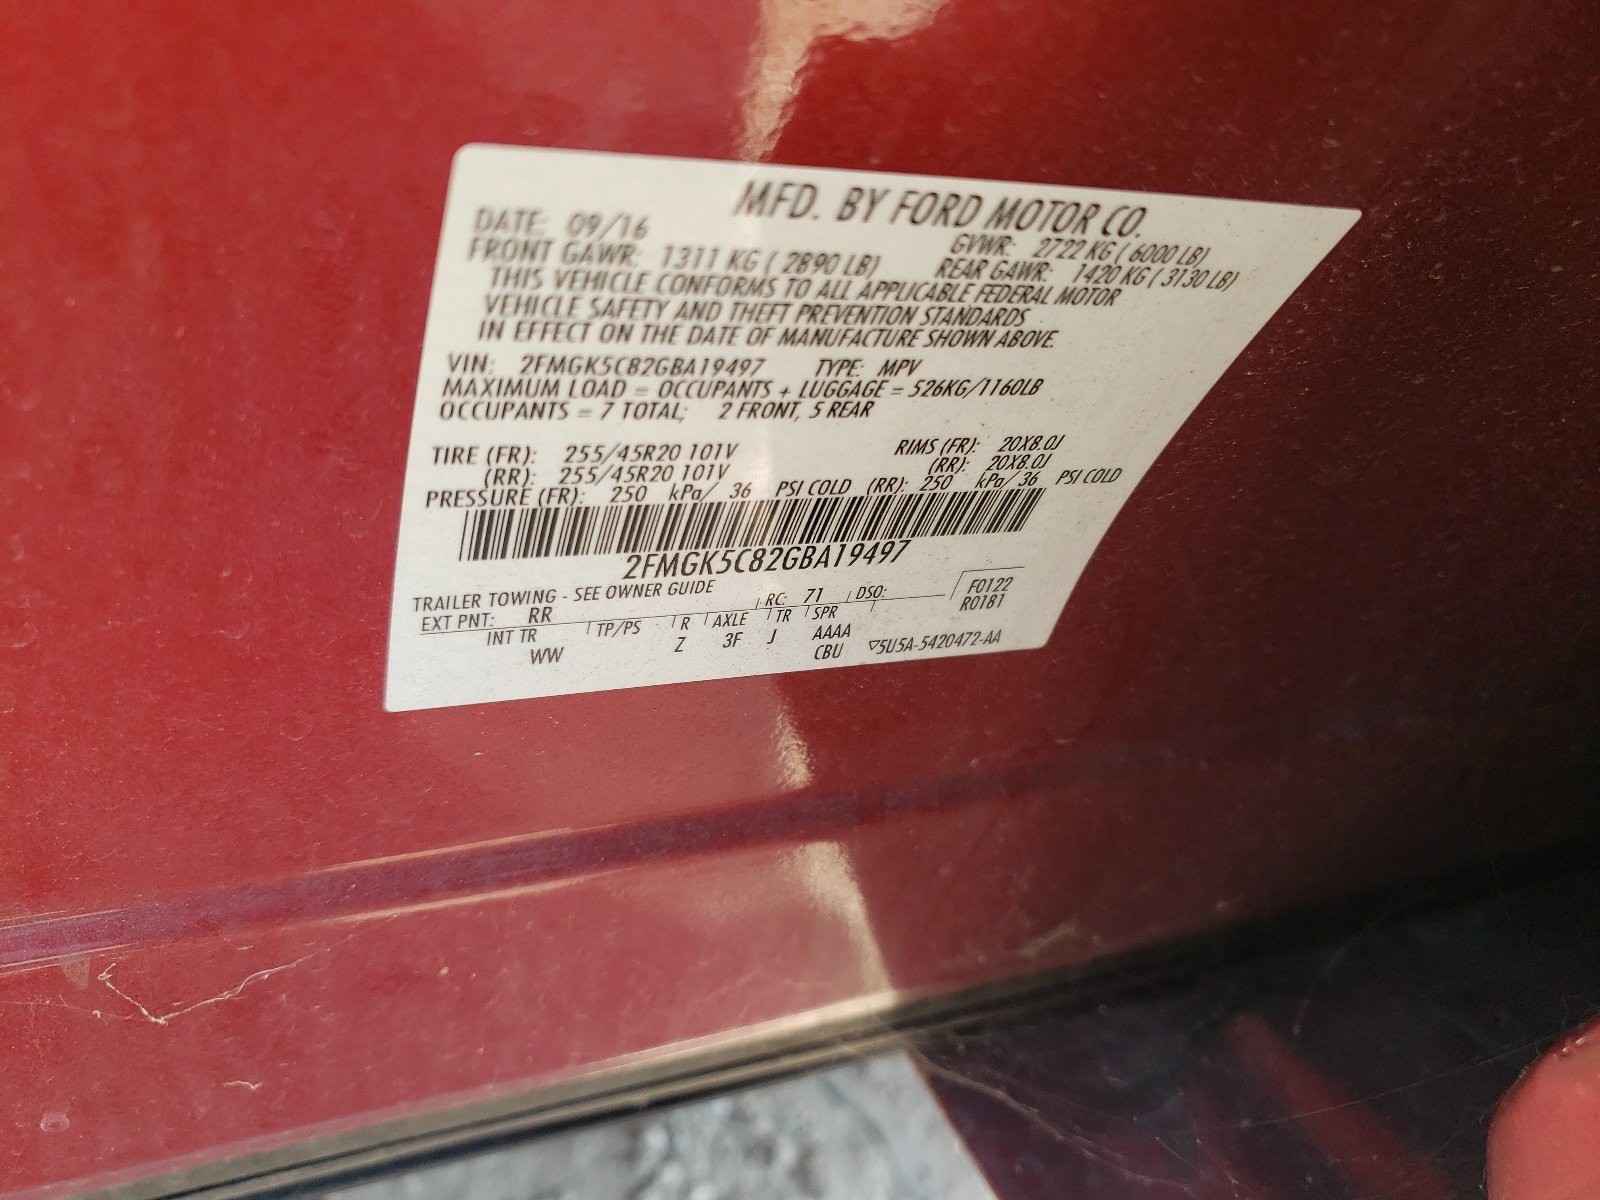 MFD. BY FORD MOTOR CO.
DATE: 09/16 GVWR: 2722 KG ( 6000 LB)
FRONT GAWR: 1311 KG ( 2890 LB) REAR GAWR: 1420 KG ( 3130 LB)
THIS VEHICLE CONFORMS TO ALL APPLICABLE FEDERAL MOTOR
VEHICLE SAFETY AND THEFT PREVENTION STANDARDS
IN EFFECT ON THE DATE OF MANUFACTURE SHOWN ABOVE.
VIN: 2FMGK5C82GBA19497 TYPE: MPV
MAXIMUM LOAD = OCCUPANTS + LUGGAGE = 526KG/1160LB
OCCUPANTS = 7 TOTAL; 2 FRONT, 5 REAR
TIRE (FR): 255/45R20 101V RIMS (FR): 20X8.0J
(RR): 255/45R20 101V (RR): 20X8.0J
PRESSURE (FR): 250 kPa/ 36 PSI COLD (RR): 250 kPa/ 36 PSI COLD
2FMGK5C82GBA19497
TRAILER TOWING - SEE OWNER GUIDE
EXT PNT: RR RC: 71 DSO: F0122
R0181
INT TR TP/PS R AXLE TR SPR
WW Z 3F J AAAA
CBU ▽5U5A-5420472-AA